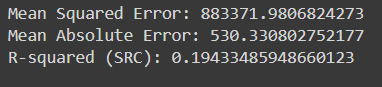 Mean Squared Error: 883371.9806824273
Mean Absolute Error: 530.330802752177
R-squared (SRC): 0.19433485948660123